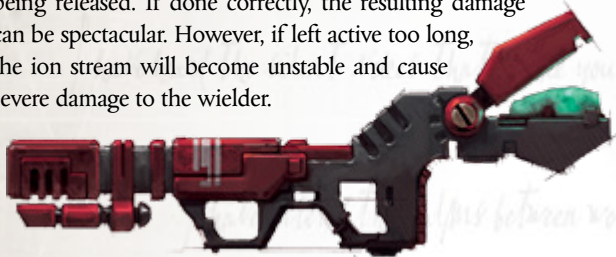 being released. If done correctly, the resulting damage
can be spectacular. However, if left active too long,
the ion stream will become unstable and cause
severe damage to the wielder.